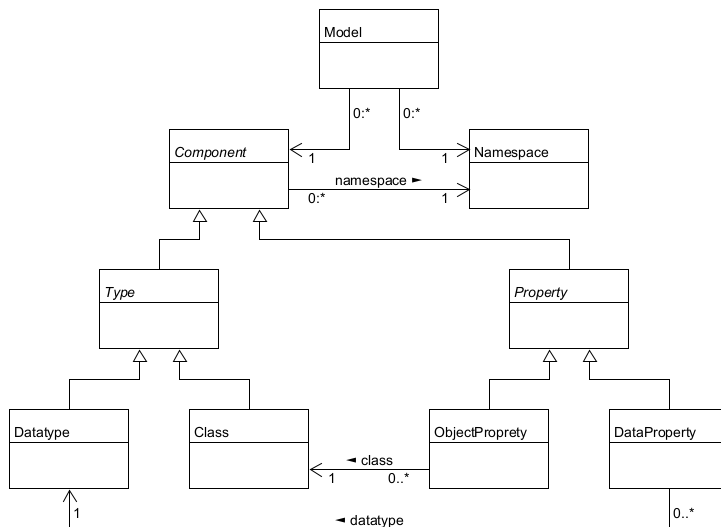 Model
0:* 0:*
Component Namespace
1 1
namespace ►
0:* 1
Type Property
Datatype Class ObjectProprety DataProperty
◄ class
1 0..*
1 0..*
◄ datatype